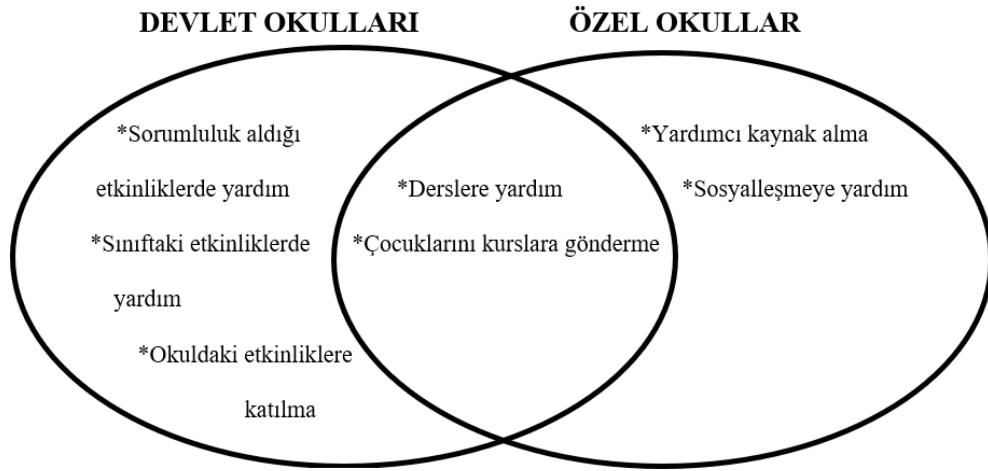 DEVLET OKULLARI
ÖZEL OKULLAR
*Sorumluluk aldığı
etkinliklerde yardım
*Sınıftaki etkinliklerde
yardım
*Okuldaki etkinliklere
katılma
*Derslere yardım
*Çocuklarını kurslara gönderme
*Yardımcı kaynak alma
*Sosyalleşmeye yardım